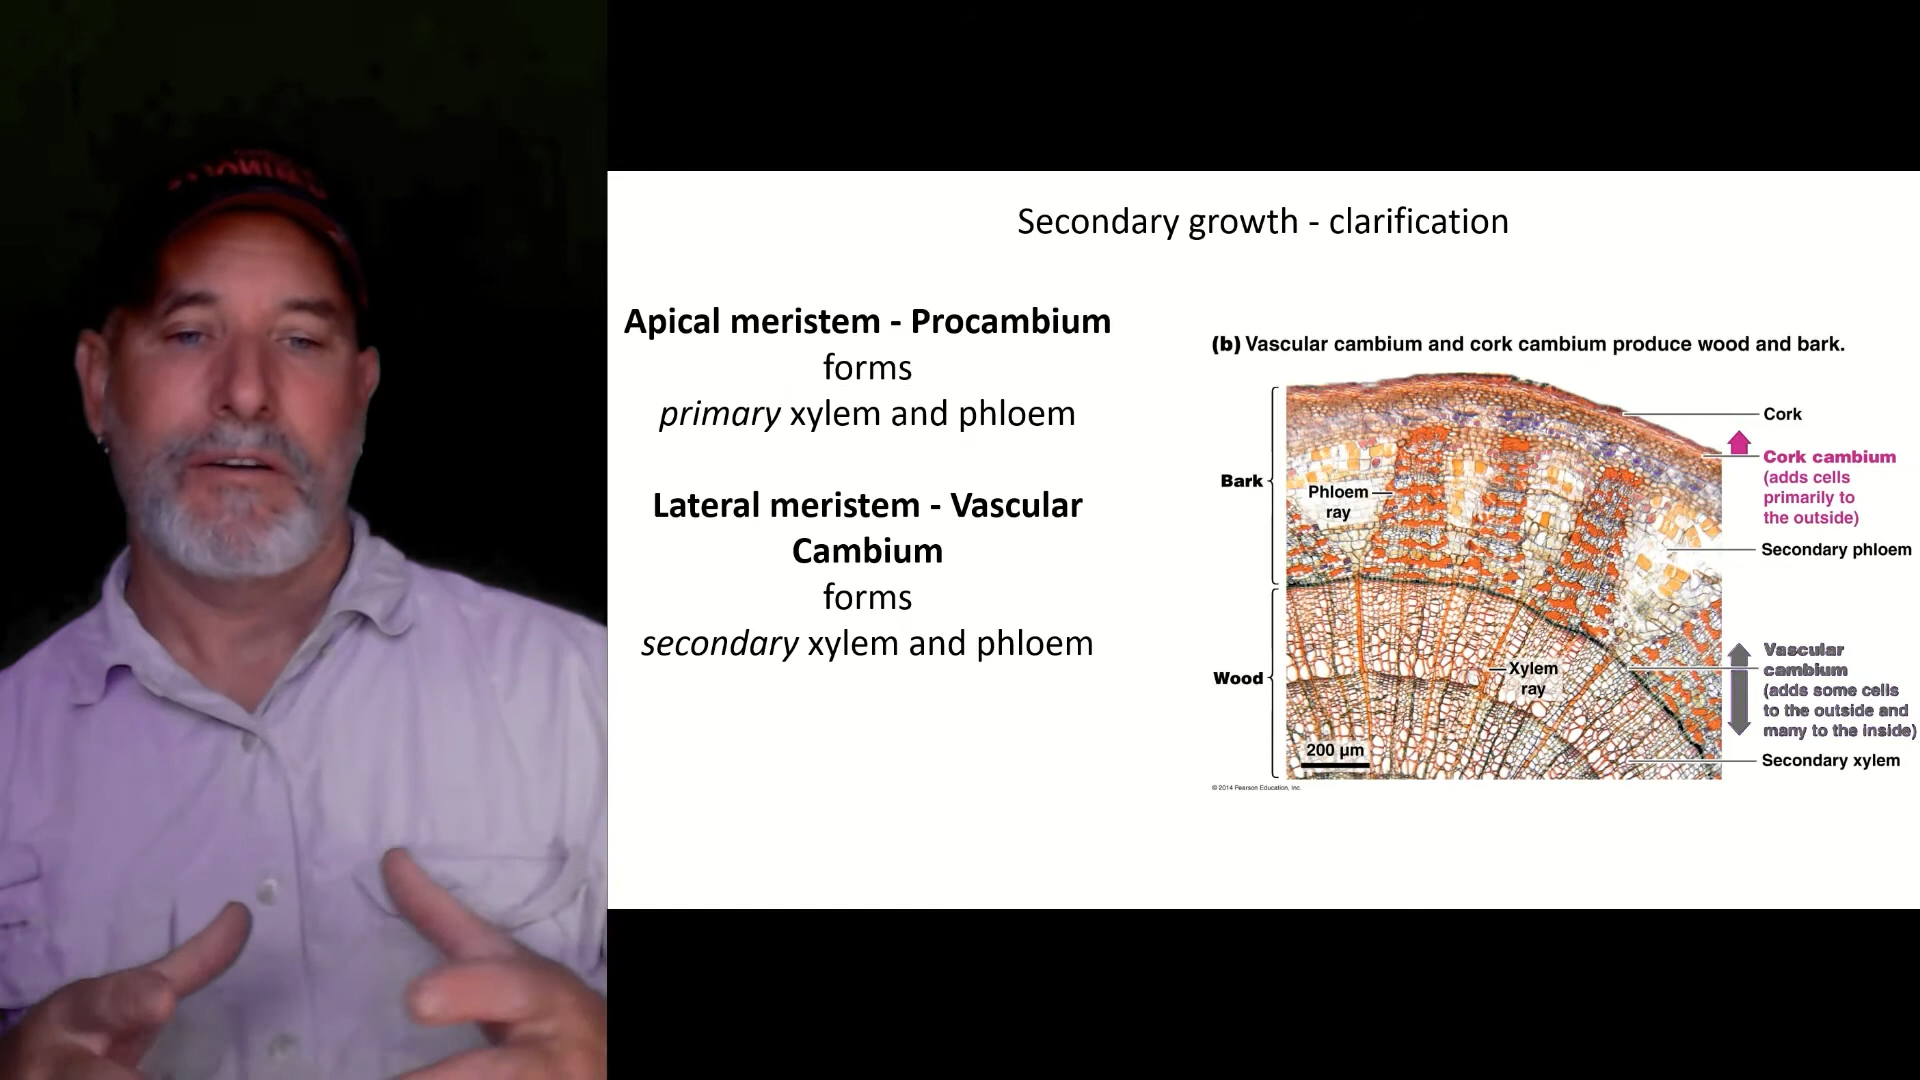 Secondary growth - clarification
Apical meristem - Procambium
forms
primary xylem and phloem
Lateral meristem - Vascular
Cambium
forms
secondary xylem and phloem
(b) Vascular cambium and cork cambium produce wood and bark.
Bark
Phloem
ray
Wood
Xylem
ray
200 µm
Cork
Cork cambium
(adds cells
primarily to
the outside)
Secondary phloem
Vascular
cambium
(adds some cells
to the outside and
many to the inside)
Secondary xylem
© 2014 Pearson Education, Inc.